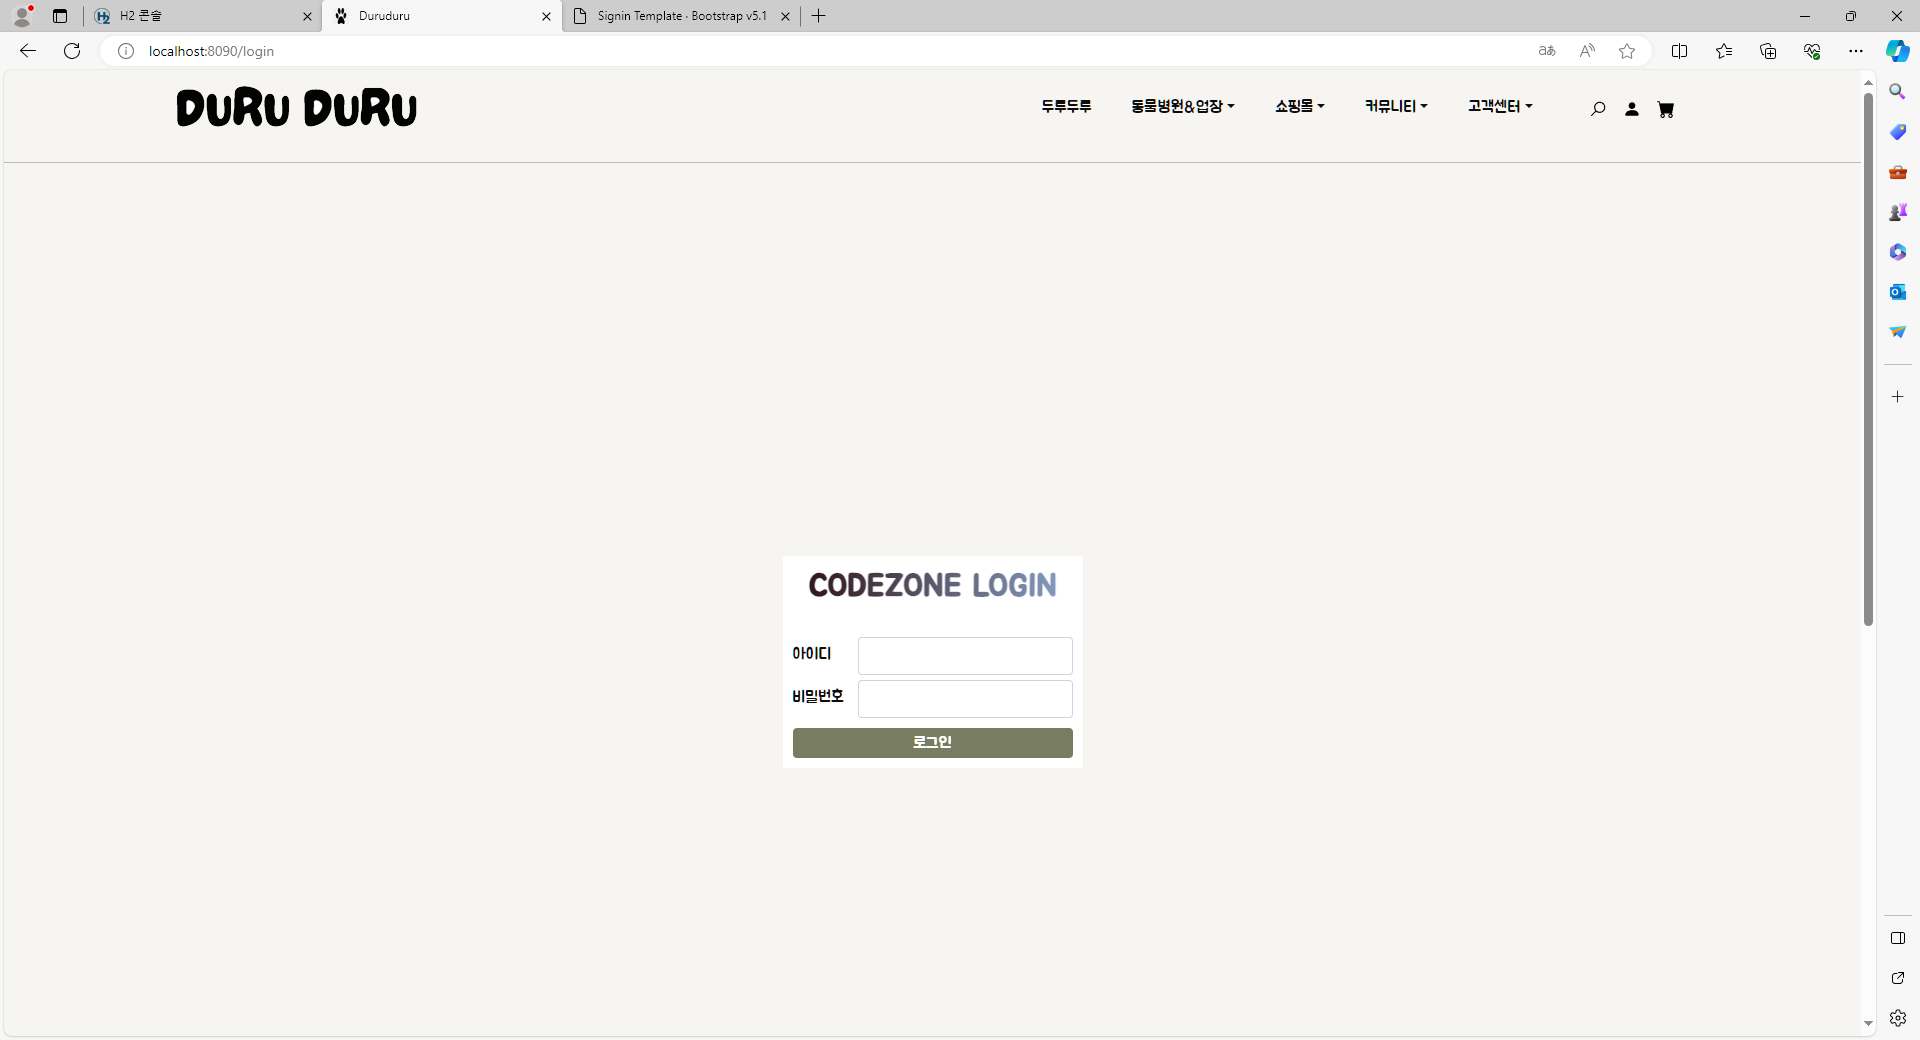 H2 콘솔
Duruduru
Signin Template · Bootstrap v5.1
localhost:8090/login
DURU DURU
두루두루
동물병원&업장
쇼핑몰
커뮤니티
고객센터
CODEZONE LOGIN
아이디
비밀번호
로그인